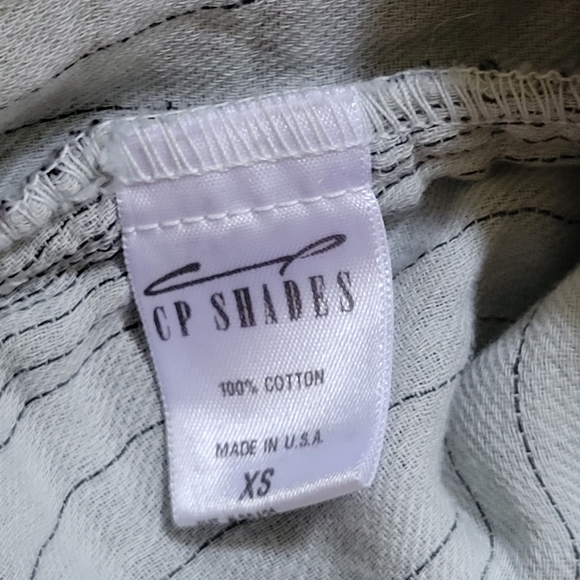 CP SHADES
100% COTTON
MADE IN U.S.A.
XS